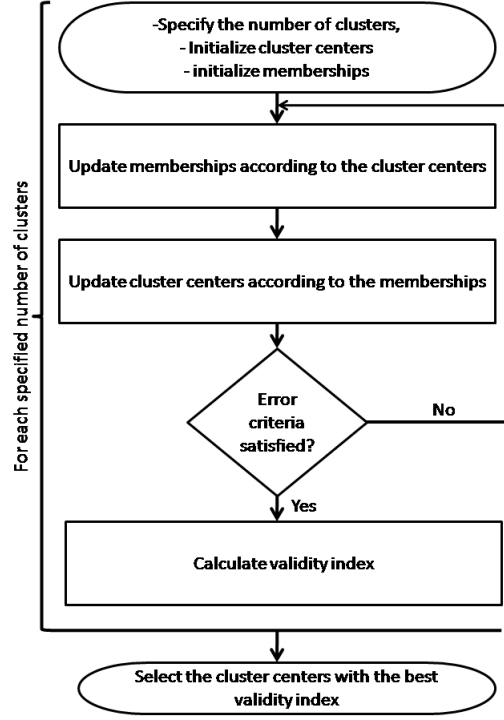 -Specify the number of clusters,
- Initialize cluster centers
- initialize memberships
Update memberships according to the cluster centers
Update cluster centers according to the memberships
For each specified number of clusters
Error
criteria
satisfied?
No
Yes
Calculate validity index
Select the cluster centers with the best
validity index